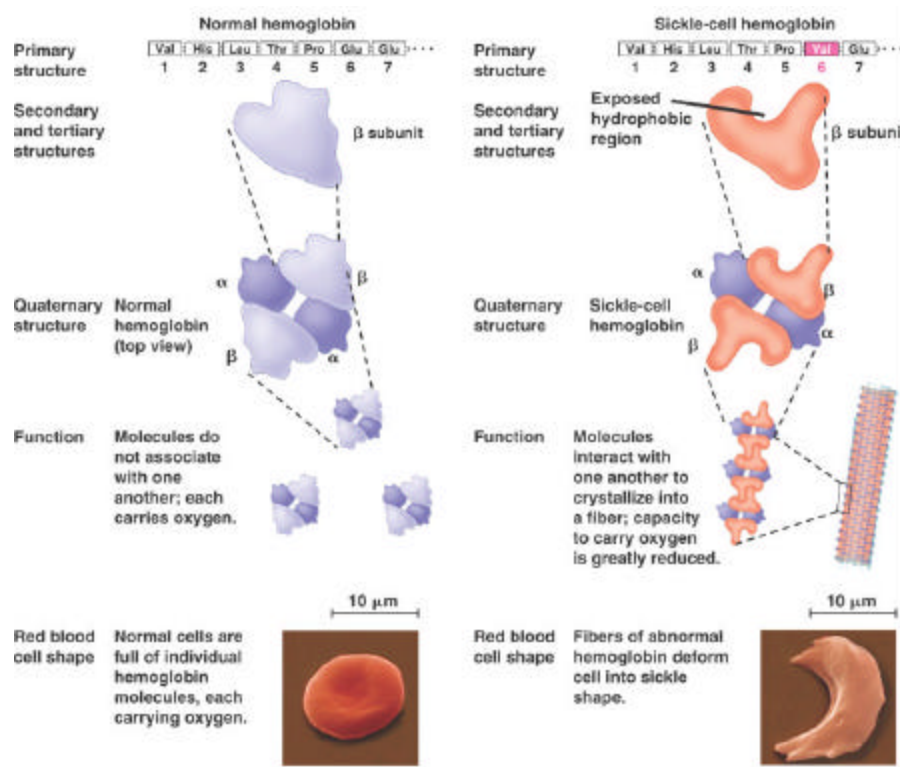 Normal hemoglobin
Primary
structure
Val His Leu Thr Pro Glu Glu ····
1 2 3 4 5 6 7
Secondary
and tertiary
structures
β subunit
α
β
Quaternary
structure
Normal
hemoglobin
(top view)
β
α
Function
Molecules do
not associate
with one
another; each
carries oxygen.
10 µm
Red blood
cell shape
Normal cells are
full of individual
hemoglobin
molecules, each
carrying oxygen.
Sickle-cell hemoglobin
Primary
structure
Val His Leu Thr Pro Val Glu ···
1 2 3 4 5 6 7
Secondary
and tertiary
structures
Exposed
hydrophobic
region
β subuni
α
β
Quaternary
structure
Sickle-cell
hemoglobin
β
α
Function
Molecules
interact with
one another to
crystallize into
a fiber; capacity
to carry oxygen
is greatly reduced.
10 µm
Red blood
cell shape
Fibers of abnormal
hemoglobin deform
cell into sickle
shape.